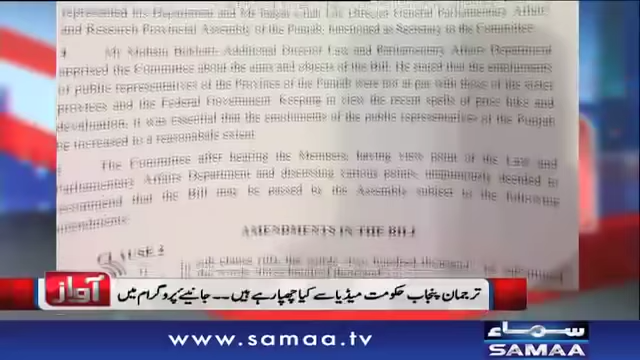 represented his Department and Mr
Director General Parliamentary Affairs
and Research Provincial Assembly of the Punjab, functioned as Secretary to the Committee.
4 Mr Mohsin Bukhari, Additional Director Law and Parliamentary Affairs Department
apprised the Committee about the aims and objects of the Bill. He stated that the emoluments
of public representatives of the Province of the Punjab were not at par with those of the sister
provinces and the Federal Government. Keeping in view the recent spells of price hike and
devaluation, it was essential that the emoluments of the public representatives of the Punjab
be increased to a reasonable extent.
The Committee after hearing the Members, having view point of the Law and
Parliamentary Affairs Department and discussing various points, unanimously decided to
recommend that the Bill may be passed by the Assembly subject to the following
amendments:
AMENDMENTS IN THE BILL
CLAUSE 2
آواز
ترجمان پنجاب حکومت میڈیا سے کیا چھپا رہے ہیں۔۔ جانیئے پروگرام میں
www.samaa.tv
سماء
SAMAA